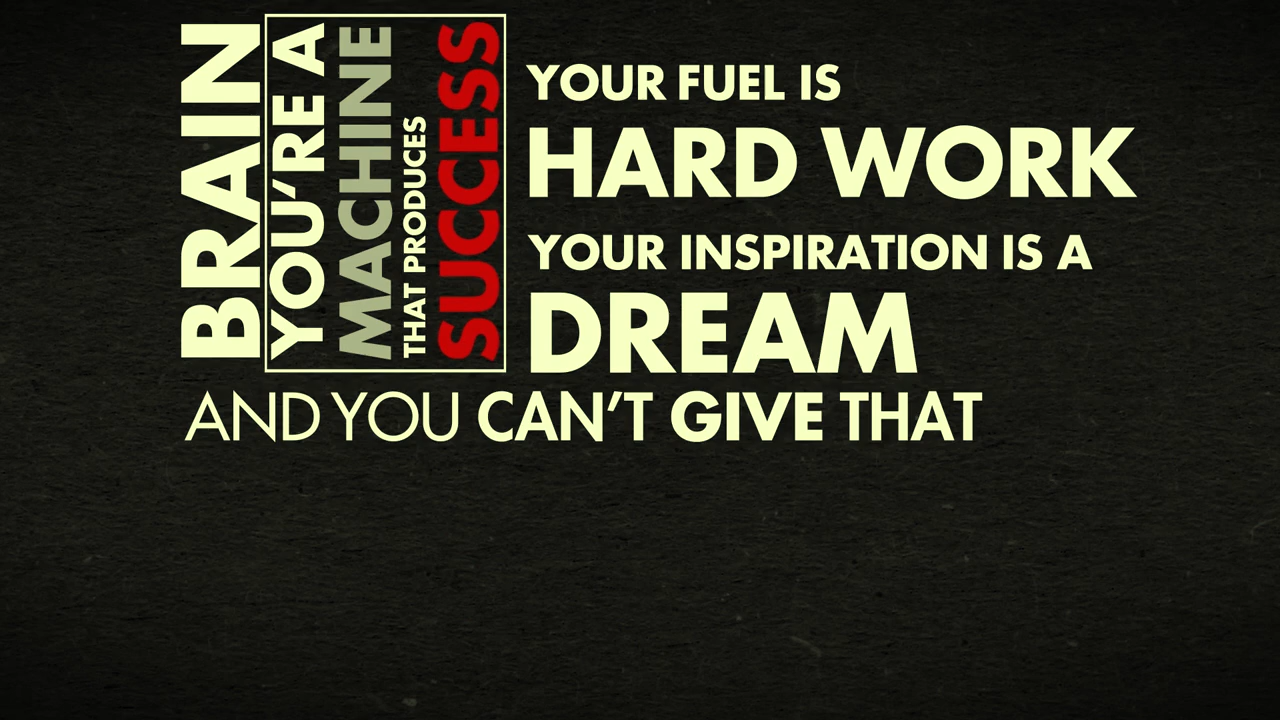 BRAIN
YOU'RE A
MACHINE
THAT PRODUCES
SUCCESS
YOUR FUEL IS
HARD WORK
YOUR INSPIRATION IS A
DREAM
AND YOU CAN'T GIVE THAT